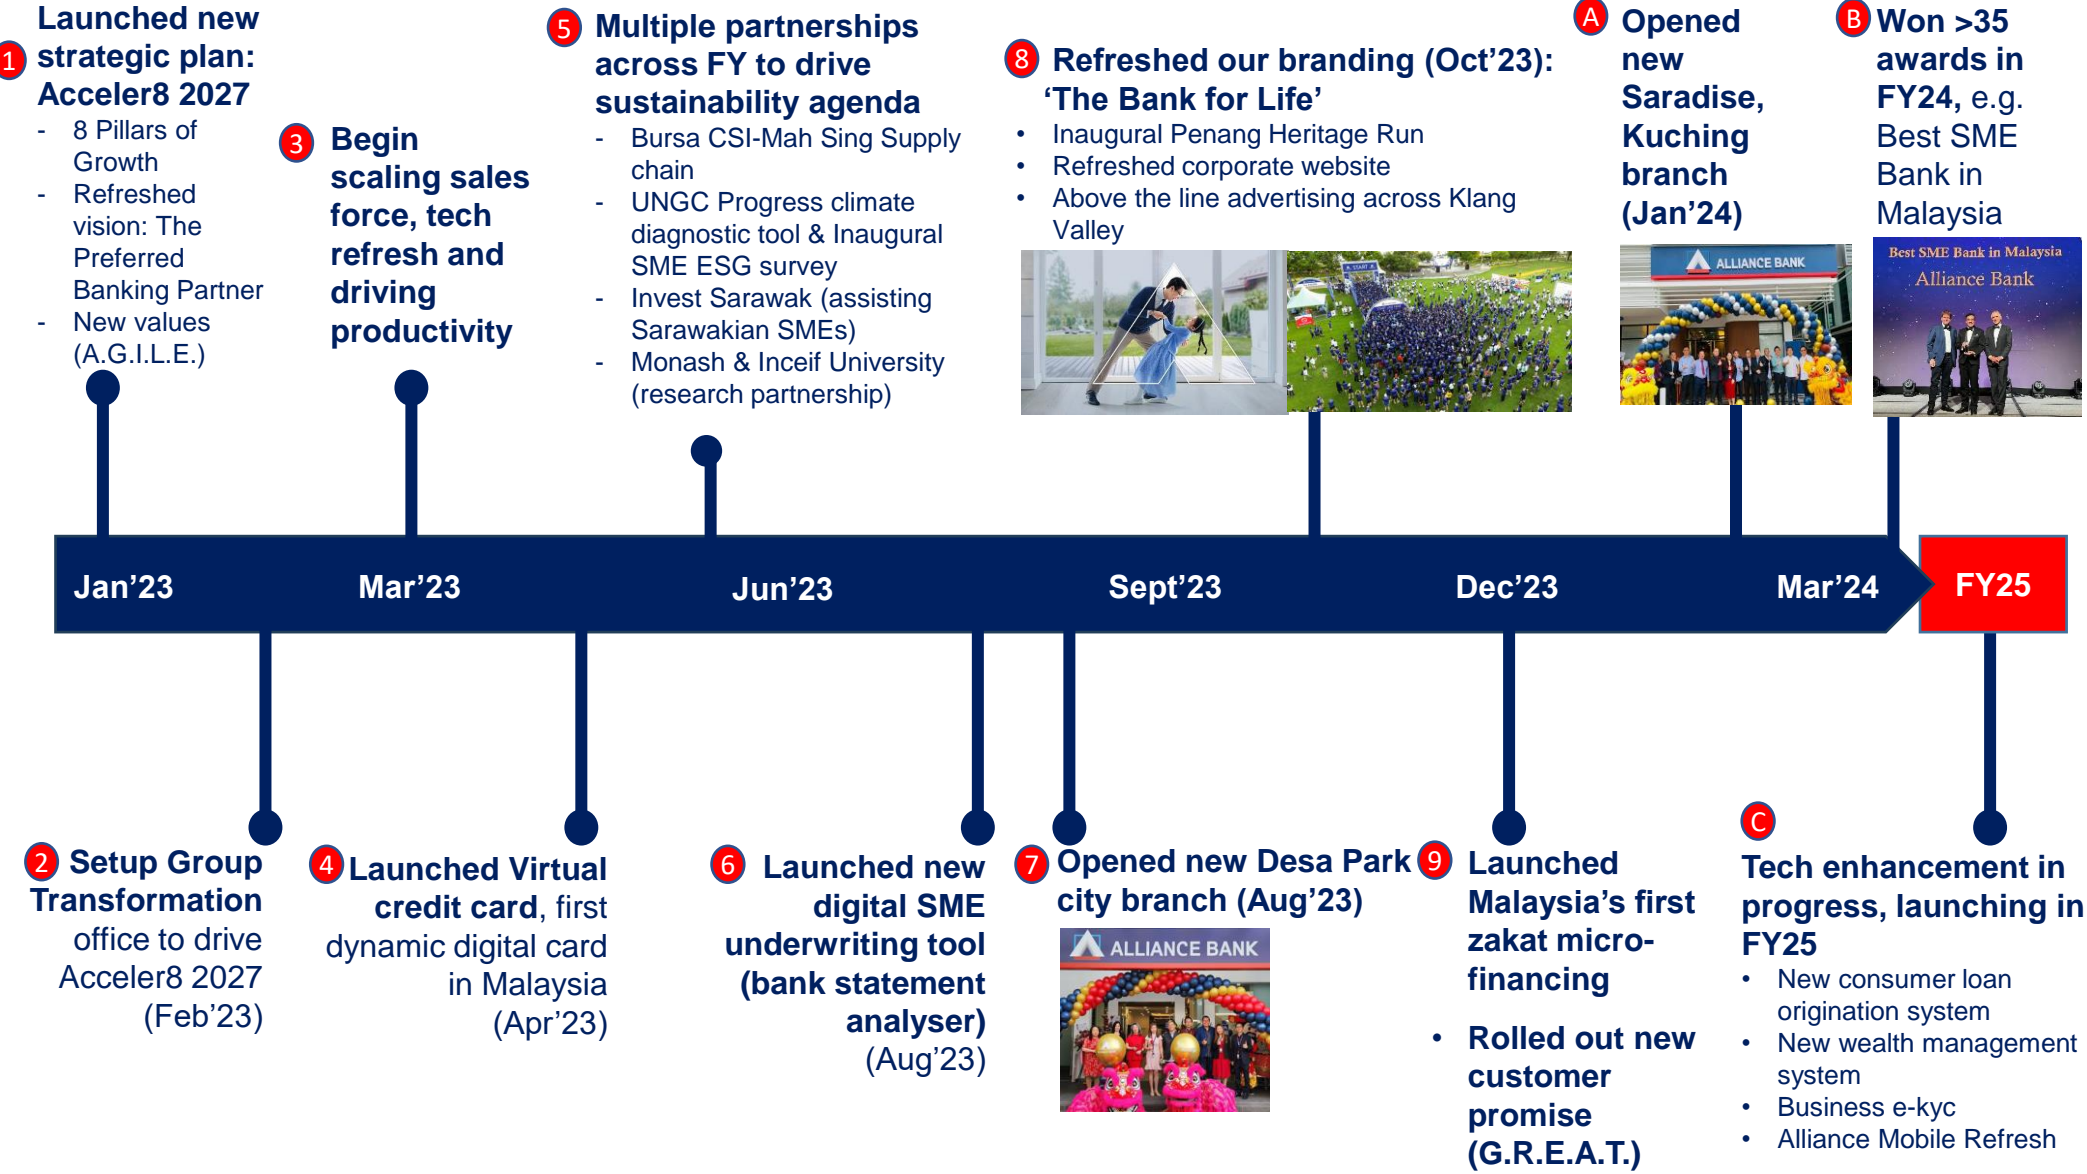 1
Launched new
strategic plan:
Acceler8 2027
- 8 Pillars of
Growth
- Refreshed
vision: The
Preferred
Banking Partner
- New values
(A.G.I.L.E.)
3
Begin
scaling sales
force, tech
refresh and
driving
productivity
5
Multiple partnerships
across FY to drive
sustainability agenda
- Bursa CSI-Mah Sing Supply
chain
- UNGC Progress climate
diagnostic tool & Inaugural
SME ESG survey
- Invest Sarawak (assisting
Sarawakian SMEs)
- Monash & Inceif University
(research partnership)
8
Refreshed our branding (Oct’23):
‘The Bank for Life’
• Inaugural Penang Heritage Run
• Refreshed corporate website
• Above the line advertising across Klang
Valley
START
A
Opened
new
Saradise,
Kuching
branch
(Jan’24)
ALLIANCE BANK
B
Won >35
awards in
FY24, e.g.
Best SME
Bank in
Malaysia
Best SME Bank in Malaysia
Alliance Bank
Jan’23
Mar’23
Jun’23
Sept’23
Dec’23
Mar’24
FY25
2
Setup Group
Transformation
office to drive
Acceler8 2027
(Feb’23)
4
Launched Virtual
credit card, first
dynamic digital card
in Malaysia
(Apr’23)
6
Launched new
digital SME
underwriting tool
(bank statement
analyser)
(Aug’23)
7
Opened new Desa Park
city branch (Aug’23)
ALLIANCE BANK
9
Launched
Malaysia’s first
zakat micro-
financing
• Rolled out new
customer
promise
(G.R.E.A.T.)
C
Tech enhancement in
progress, launching in
FY25
• New consumer loan
origination system
• New wealth management
system
• Business e-kyc
• Alliance Mobile Refresh